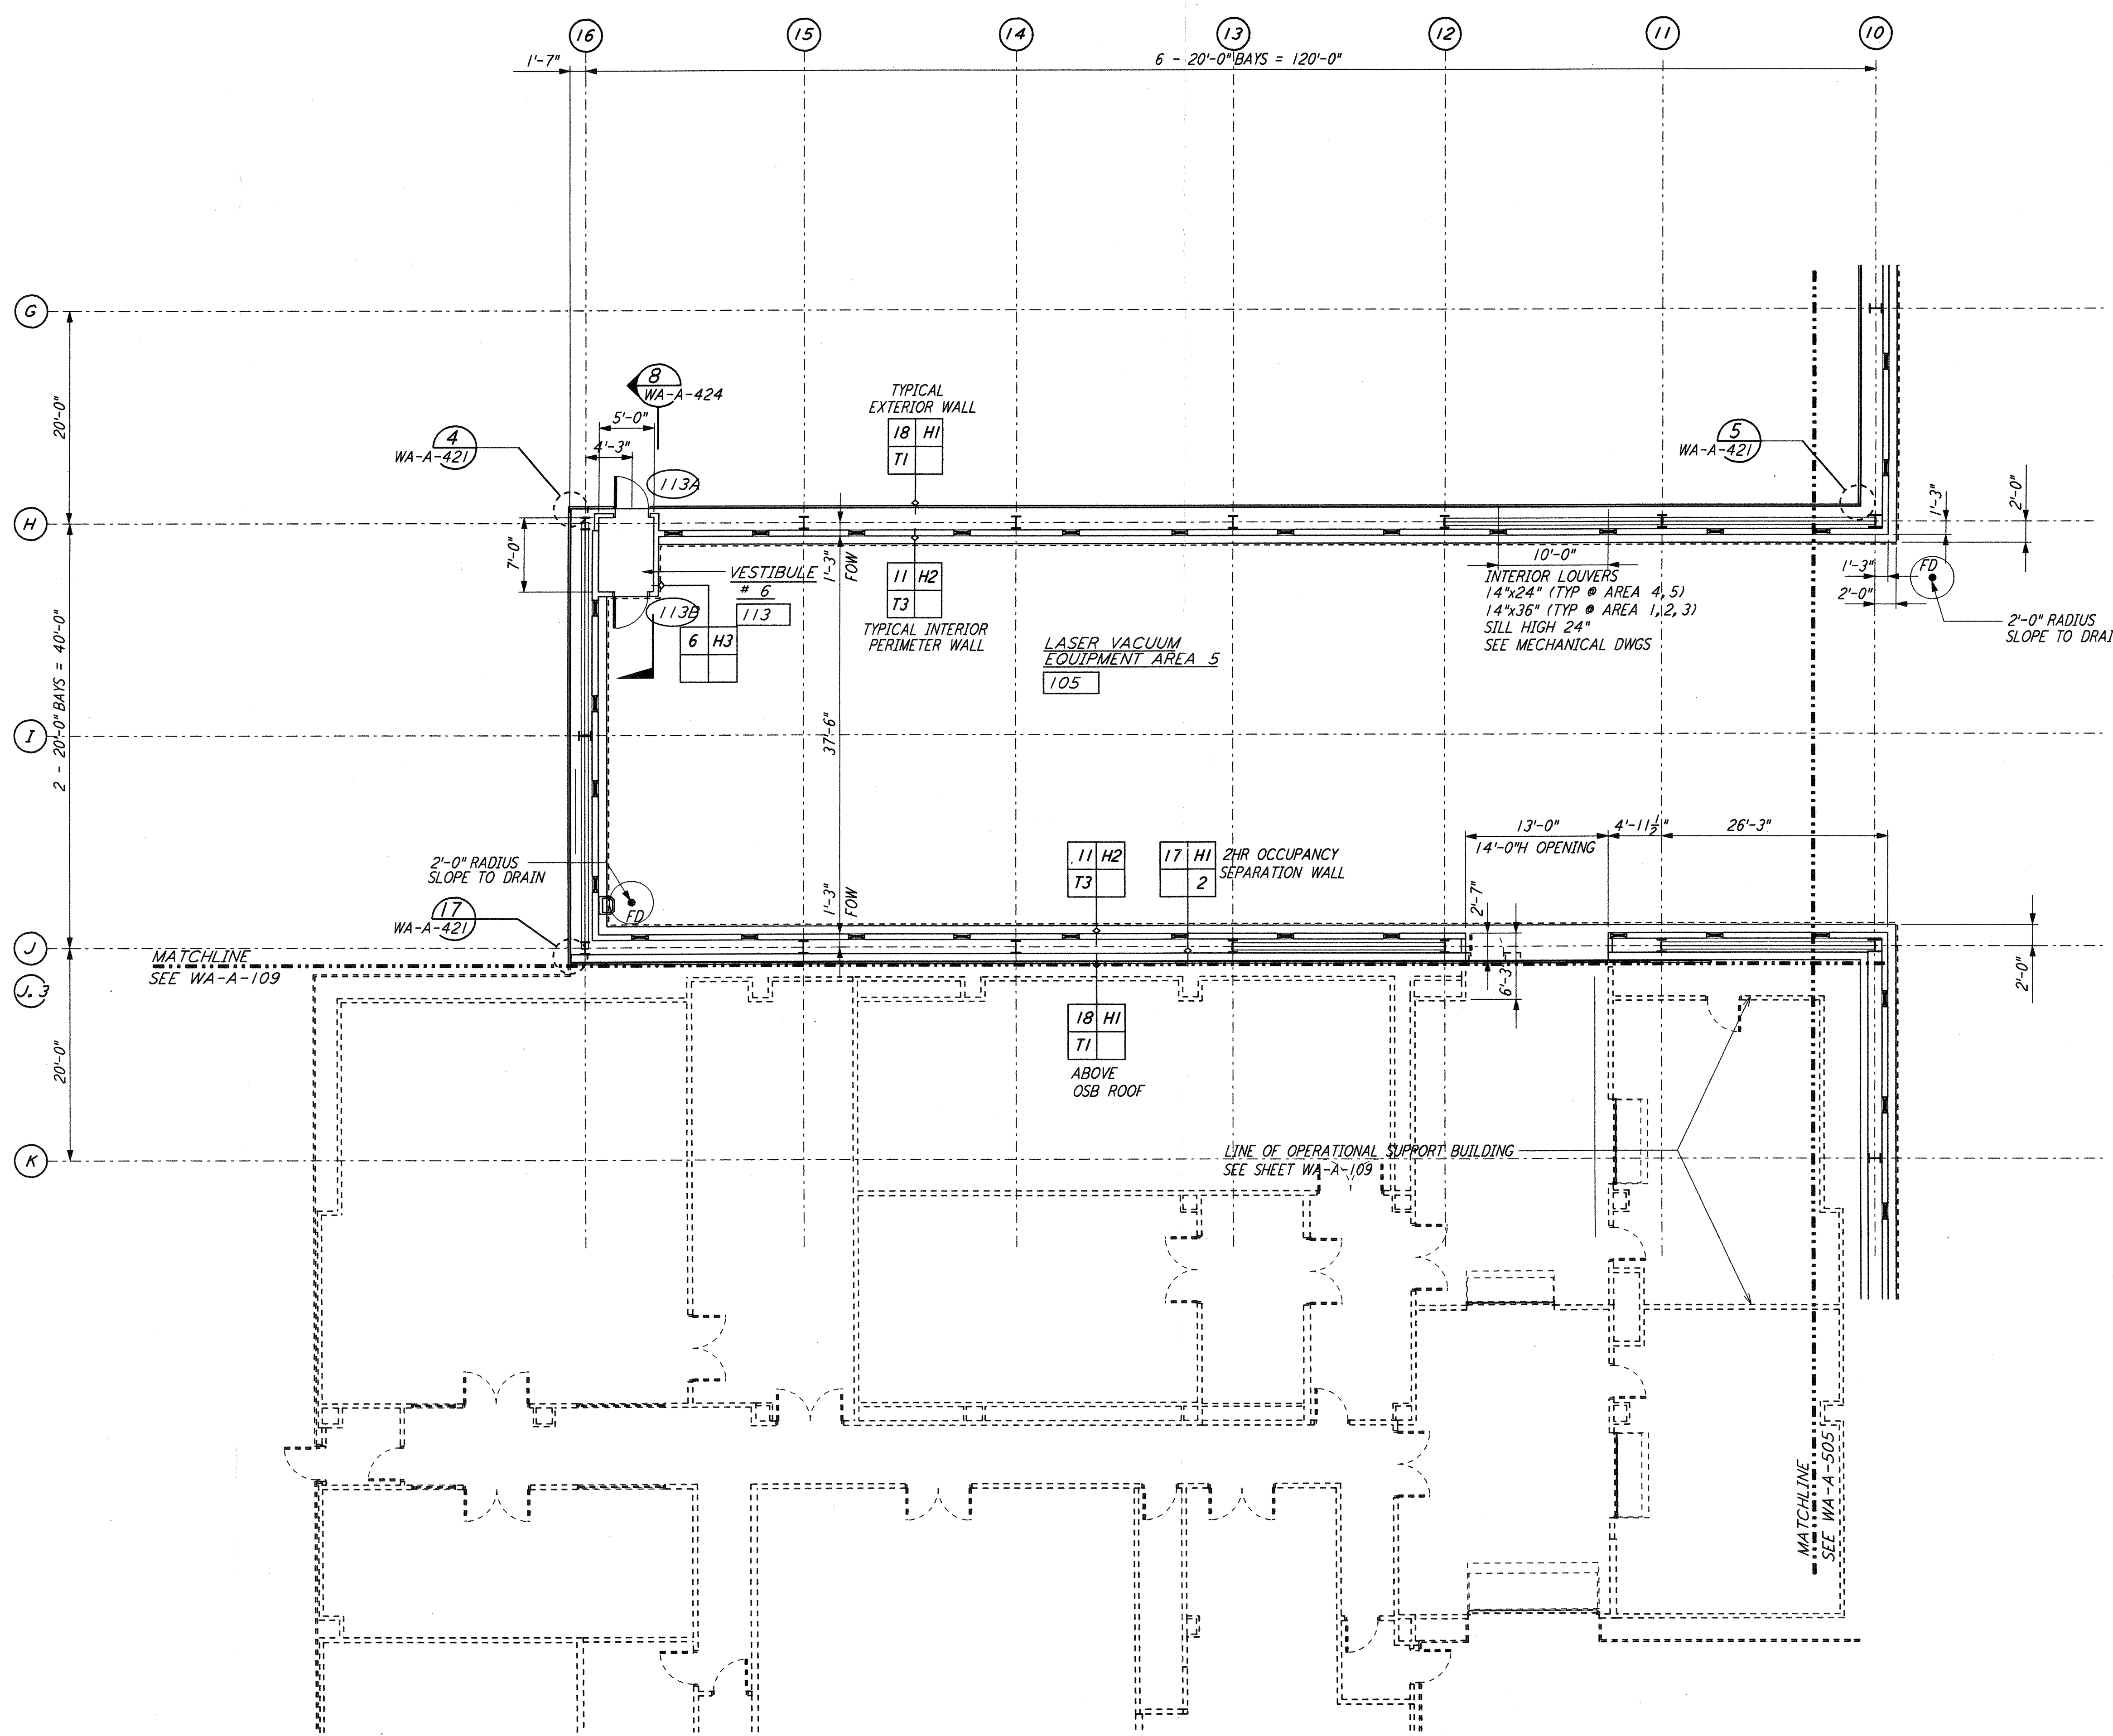 16
15
14
13
12
11
10
1'-7"
6 - 20'-0" BAYS = 120'-0"
G
20'-0"
8
WA-A-424
5'-0"
4'-3"
4
WA-A-421
TYPICAL
EXTERIOR WALL
18 H1
T1
5
WA-A-421
113A
H
7'-0"
1'-3"
FOW
1'-3"
2'-0"
VESTIBULE
# 6
113
113B
6 H3
11 H2
T3
TYPICAL INTERIOR
PERIMETER WALL
10'-0"
INTERIOR LOUVERS
14"x24" (TYP @ AREA 4,5)
14"x36" (TYP @ AREA 1,2,3)
SILL HIGH 24"
SEE MECHANICAL DWGS
1'-3"
2'-0"
FD
2'-0" RADIUS
SLOPE TO DRAI
LASER VACUUM
EQUIPMENT AREA 5
105
2 - 20'-0" BAYS = 40'-0"
I
37'-6"
13'-0"
14'-0"H OPENING
4'-11½"
26'-3"
2'-0" RADIUS
SLOPE TO DRAIN
FD
17
WA-A-421
11 H2
T3
17 H1
2
2HR OCCUPANCY
SEPARATION WALL
1'-3"
FOW
2'-7"
6'-3"
2'-0"
J
MATCHLINE
SEE WA-A-109
J.3
20'-0"
18 H1
T1
ABOVE
OSB ROOF
K
LINE OF OPERATIONAL SUPPORT BUILDING
SEE SHEET WA-A-109
MATCHLINE
SEE WA-A-505